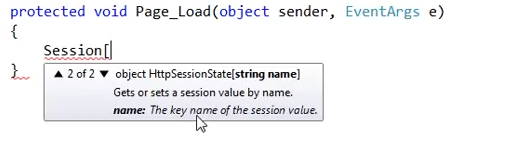 protected void Page_Load(object sender, EventArgs e)
{
Session[
}
▲ 2 of 2 ▼ object HttpSessionState[string name]
Gets or sets a session value by name.
name: The key name of the session value.